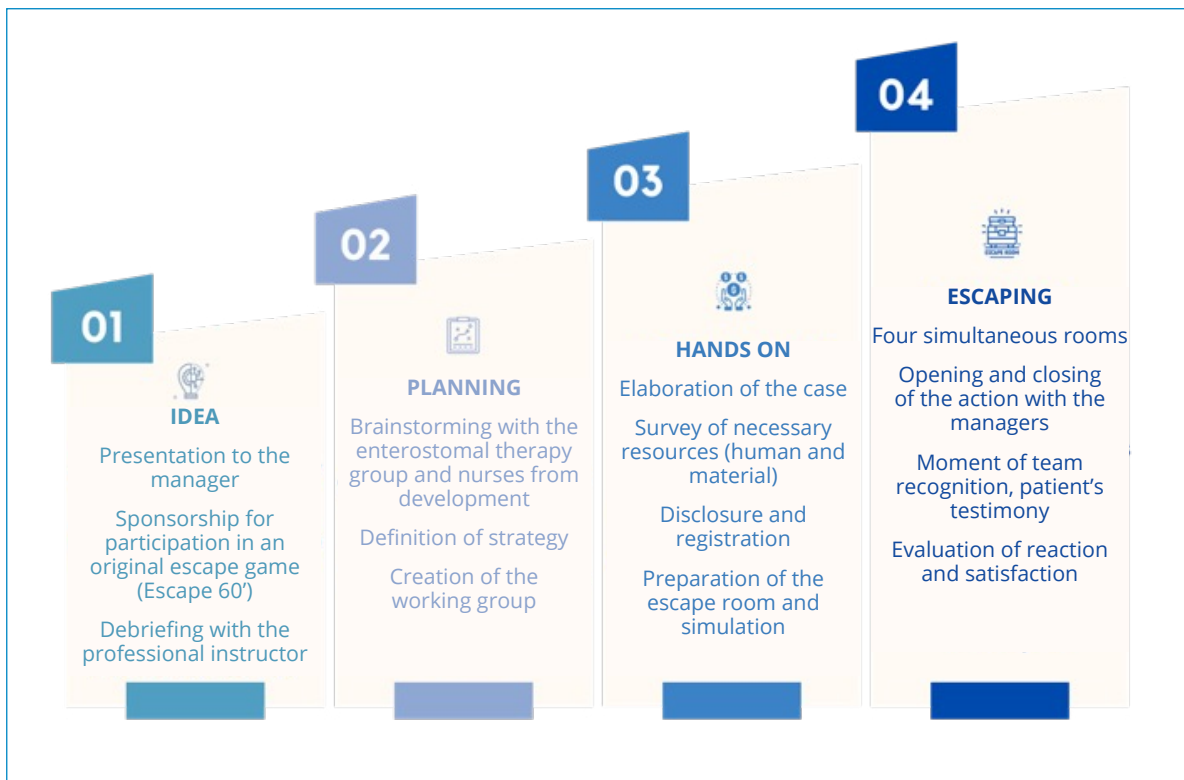 01
IDEA
Presentation to the
manager
Sponsorship for
participation in an
original escape game
(Escape 60’)
Debriefing with the
professional instructor
02
PLANNING
Brainstorming with the
enterostomal therapy
group and nurses from
development
Definition of strategy
Creation of the
working group
03
HANDS ON
Elaboration of the case
Survey of necessary
resources (human and
material)
Disclosure and
registration
Preparation of the
escape room and
simulation
04
ESCAPE ROOM
ESCAPING
Four simultaneous rooms
Opening and closing
of the action with the
managers
Moment of team
recognition, patient’s
testimony
Evaluation of reaction
and satisfaction